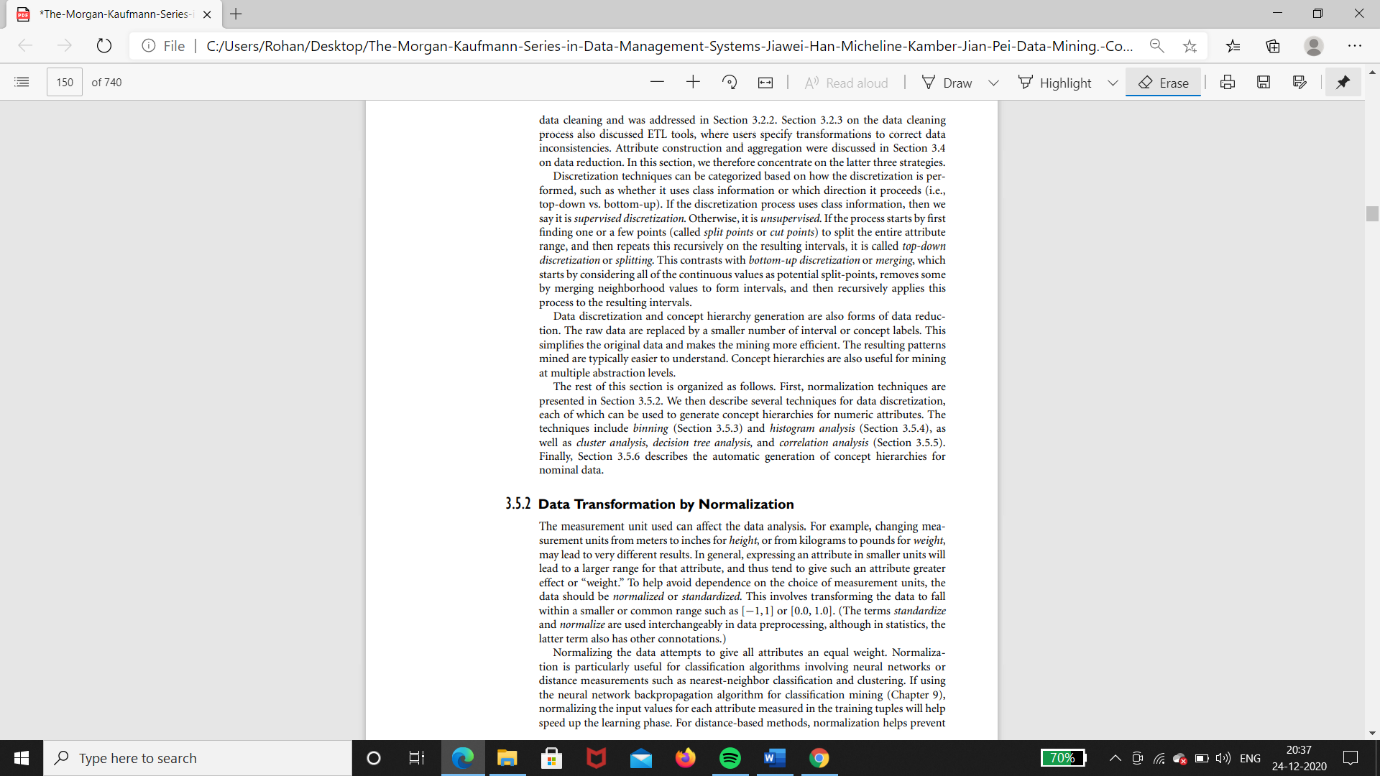 *The-Morgan-Kaufmann-Series-
File | C:/Users/Rohan/Desktop/The-Morgan-Kaufmann-Series-in-Data-Management-Systems-Jiawei-Han-Micheline-Kamber-Jian-Pei-Data-Mining.-Co...
150 of 740 Read aloud Draw Highlight Erase
data cleaning and was addressed in Section 3.2.2. Section 3.2.3 on the data cleaning
process also discussed ETL tools, where users specify transformations to correct data
inconsistencies. Attribute construction and aggregation were discussed in Section 3.4
on data reduction. In this section, we therefore concentrate on the latter three strategies.
Discretization techniques can be categorized based on how the discretization is per-
formed, such as whether it uses class information or which direction it proceeds (i.e.,
top-down vs. bottom-up). If the discretization process uses class information, then we
say it is supervised discretization. Otherwise, it is unsupervised. If the process starts by first
finding one or a few points (called split points or cut points) to split the entire attribute
range, and then repeats this recursively on the resulting intervals, it is called top-down
discretization or splitting. This contrasts with bottom-up discretization or merging, which
starts by considering all of the continuous values as potential split-points, removes some
by merging neighborhood values to form intervals, and then recursively applies this
process to the resulting intervals.
Data discretization and concept hierarchy generation are also forms of data reduc-
tion. The raw data are replaced by a smaller number of interval or concept labels. This
simplifies the original data and makes the mining more efficient. The resulting patterns
mined are typically easier to understand. Concept hierarchies are also useful for mining
at multiple abstraction levels.
The rest of this section is organized as follows. First, normalization techniques are
presented in Section 3.5.2. We then describe several techniques for data discretization,
each of which can be used to generate concept hierarchies for numeric attributes. The
techniques include binning (Section 3.5.3) and histogram analysis (Section 3.5.4), as
well as cluster analysis, decision tree analysis, and correlation analysis (Section 3.5.5).
Finally, Section 3.5.6 describes the automatic generation of concept hierarchies for
nominal data.
3.5.2 Data Transformation by Normalization
The measurement unit used can affect the data analysis. For example, changing mea-
surement units from meters to inches for height, or from kilograms to pounds for weight,
may lead to very different results. In general, expressing an attribute in smaller units will
lead to a larger range for that attribute, and thus tend to give such an attribute greater
effect or “weight.” To help avoid dependence on the choice of measurement units, the
data should be normalized or standardized. This involves transforming the data to fall
within a smaller or common range such as [−1,1] or [0.0, 1.0]. (The terms standardize
and normalize are used interchangeably in data preprocessing, although in statistics, the
latter term also has other connotations.)
Normalizing the data attempts to give all attributes an equal weight. Normaliza-
tion is particularly useful for classification algorithms involving neural networks or
distance measurements such as nearest-neighbor classification and clustering. If using
the neural network backpropagation algorithm for classification mining (Chapter 9),
normalizing the input values for each attribute measured in the training tuples will help
speed up the learning phase. For distance-based methods, normalization helps prevent
Type here to search 70% ENG 20:37
24-12-2020